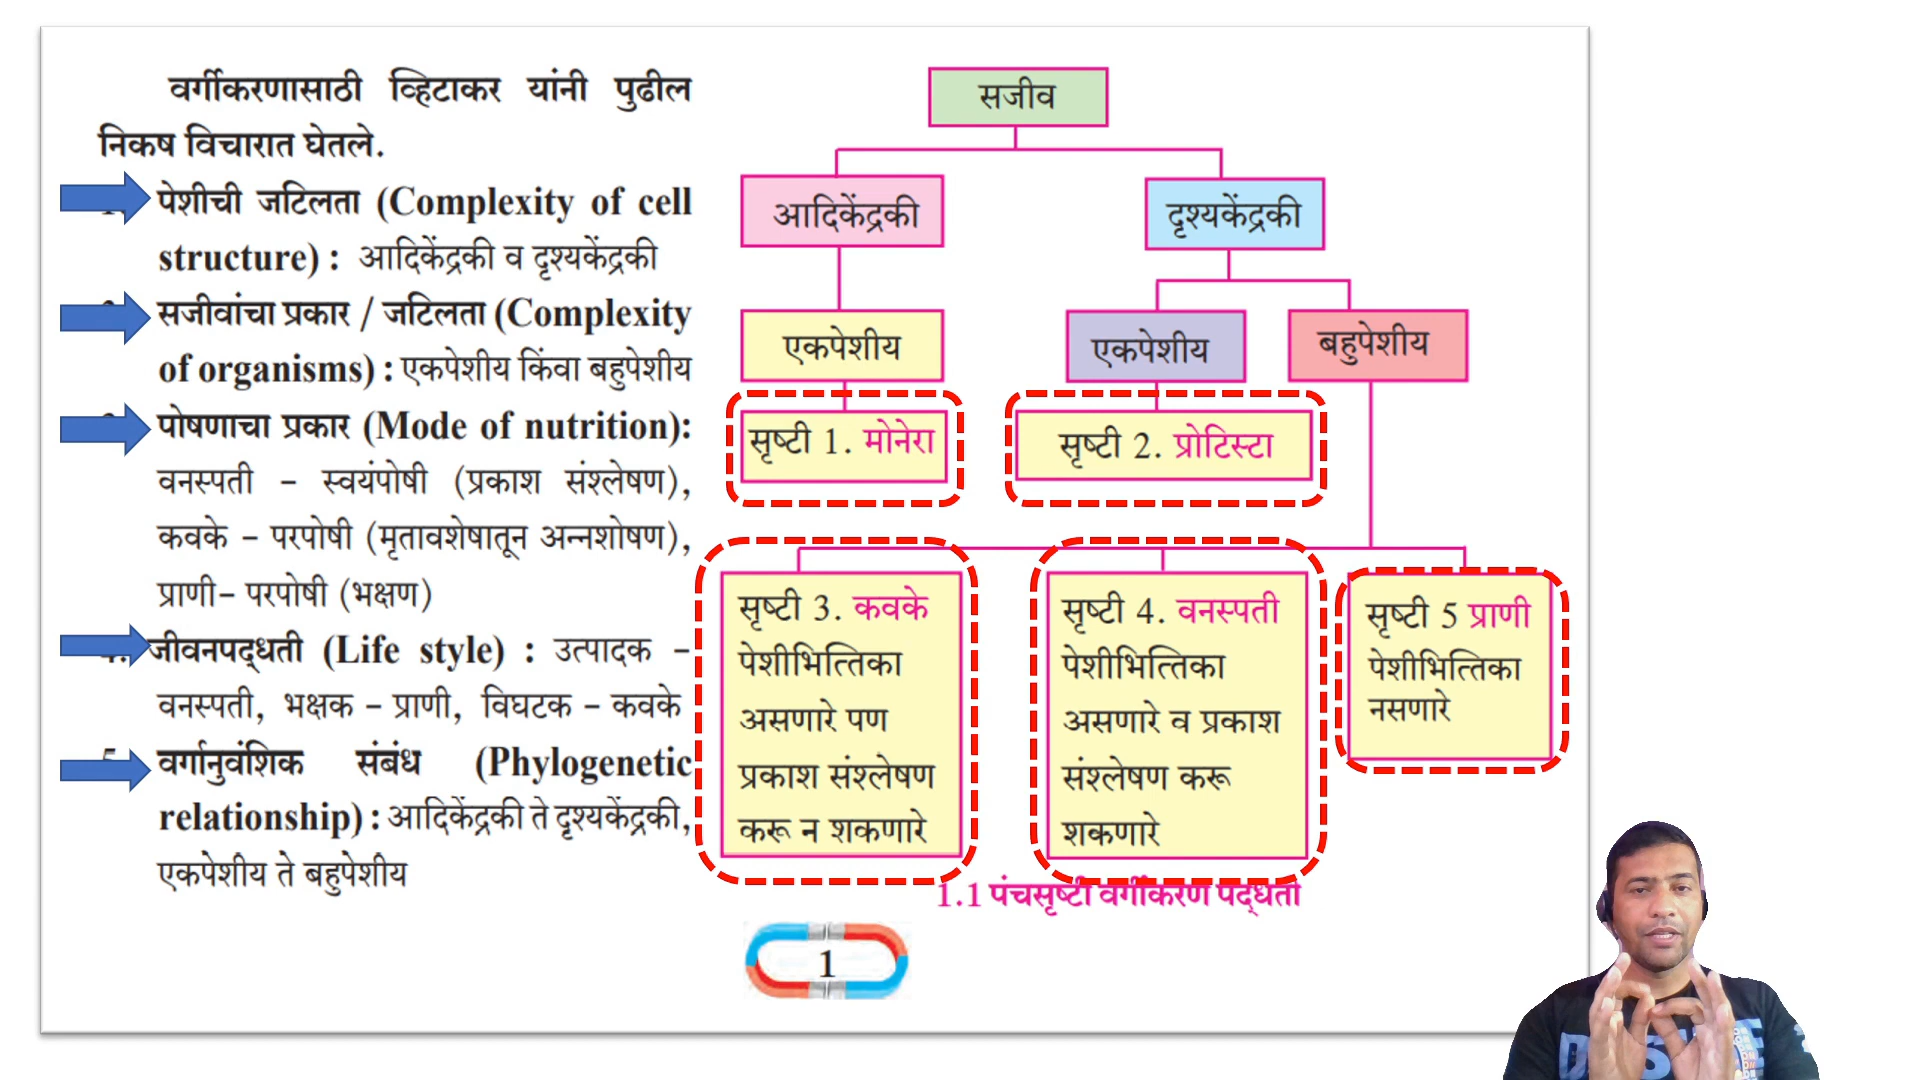 वर्गीकरणासाठी व्हिटाकर यांनी पुढील
निकष विचारात घेतले.
पेशीची जटिलता (Complexity of cell
structure) : आदिकेंद्रकी व दृश्यकेंद्रकी
सजीवांचा प्रकार / जटिलता (Complexity
of organisms) : एकपेशीय किंवा बहुपेशीय
पोषणाचा प्रकार (Mode of nutrition):
वनस्पती – स्वयंपोषी (प्रकाश संश्लेषण),
कवके – परपोषी (मृतावशेषातून अन्नशोषण),
प्राणी– परपोषी (भक्षण)
जीवनपद्धती (Life style) : उत्पादक –
वनस्पती, भक्षक – प्राणी, विघटक – कवके
वर्गानुवंशिक संबंध (Phylogenetic
relationship) : आदिकेंद्रकी ते दृश्यकेंद्रकी,
एकपेशीय ते बहुपेशीय
सजीव
आदिकेंद्रकी
दृश्यकेंद्रकी
एकपेशीय
एकपेशीय
बहुपेशीय
सृष्टी 1. मोनेरा
सृष्टी 2. प्रोटिस्टा
सृष्टी 3. कवके
पेशीभित्तिका
असणारे पण
प्रकाश संश्लेषण
करू न शकणारे
सृष्टी 4. वनस्पती
पेशीभित्तिका
असणारे व प्रकाश
संश्लेषण करू
शकणारे
सृष्टी 5 प्राणी
पेशीभित्तिका
नसणारे
1.1 पंचसृष्टी वर्गीकरण पद्धती
1